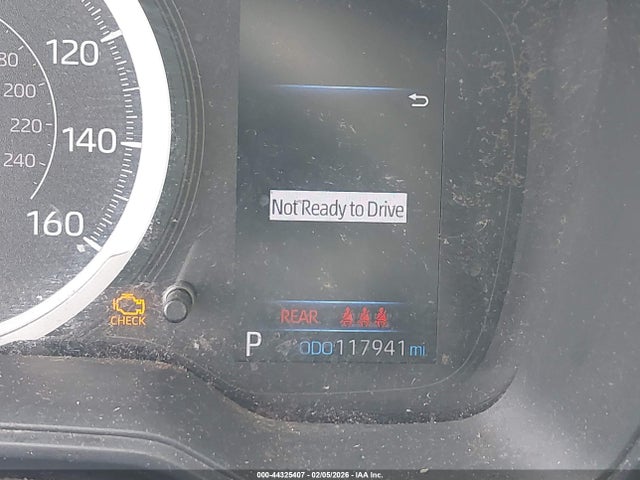 120
140
160
80
200
220
240
Not Ready to Drive
CHECK
REAR
P ODO 117941 mi
000-44325407 - 02/05/2026 - IAA Inc.